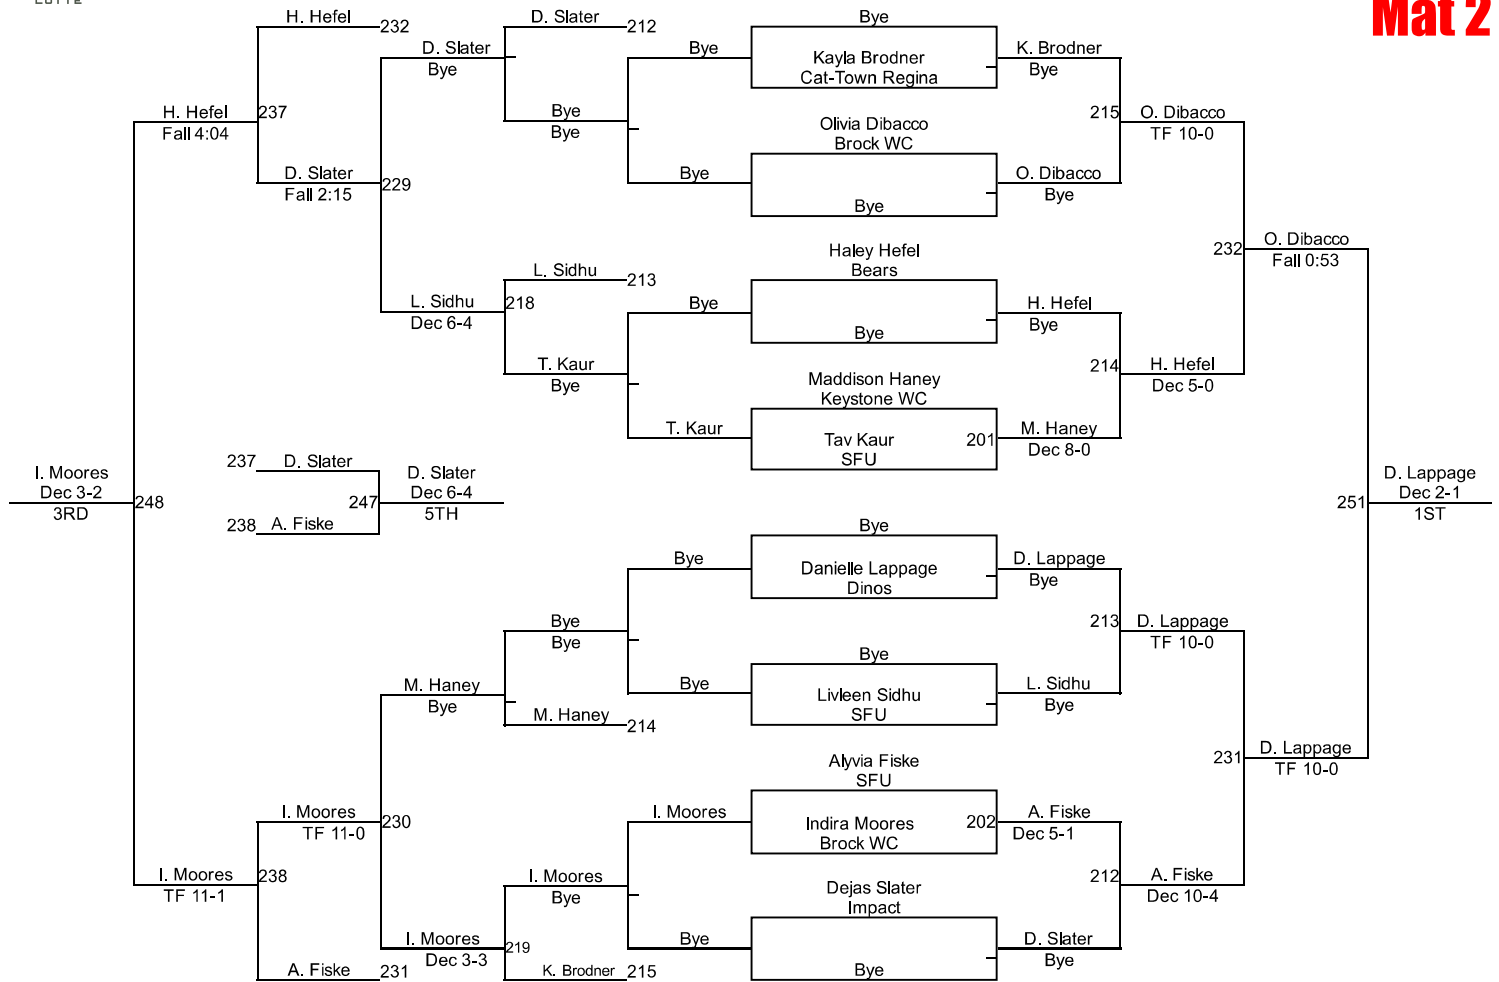 LUTTE
Mat 2
H. Hefel
232
D. Slater
212
Bye
D. Slater
Bye
Bye
Kayla Brodner
Cat-Town Regina
K. Brodner
Bye
H. Hefel
Fall 4:04
237
Bye
Bye
Olivia Dibacco
Brock WC
215
O. Dibacco
TF 10-0
D. Slater
Fall 2:15
229
Bye
Bye
O. Dibacco
Bye
L. Sidhu
213
Haley Hefel
Bears
232
O. Dibacco
Fall 0:53
L. Sidhu
Dec 6-4
218
Bye
Bye
H. Hefel
Bye
T. Kaur
Bye
Maddison Haney
Keystone WC
214
H. Hefel
Dec 5-0
T. Kaur
Tav Kaur
SFU
201
M. Haney
Dec 8-0
I. Moores
Dec 3-2
3RD
248
237
D. Slater
238
A. Fiske
247
D. Slater
Dec 6-4
5TH
251
D. Lappage
Dec 2-1
1ST
Bye
Bye
Danielle Lappage
Dinos
D. Lappage
Bye
Bye
Bye
213
D. Lappage
TF 10-0
Bye
M. Haney
Bye
Bye
Livleen Sidhu
SFU
L. Sidhu
Bye
M. Haney
214
Alyvia Fiske
SFU
231
D. Lappage
TF 10-0
I. Moores
TF 11-0
230
I. Moores
Indira Moores
Brock WC
202
A. Fiske
Dec 5-1
I. Moores
TF 11-1
238
I. Moores
Bye
Dejas Slater
Impact
212
A. Fiske
Dec 10-4
I. Moores
Dec 3-3
219
Bye
Bye
D. Slater
Bye
A. Fiske
231
K. Brodner
215